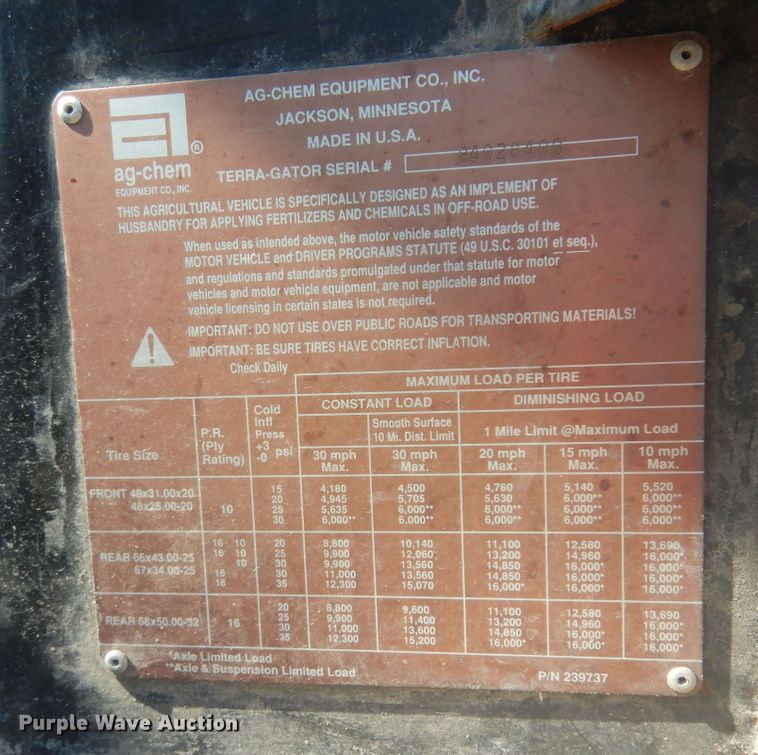 AG-CHEM EQUIPMENT CO., INC.
JACKSON, MINNESOTA
MADE IN U.S.A.
TERRA-GATOR SERIAL #
ag-chem ®
EQUIPMENT CO., INC.
THIS AGRICULTURAL VEHICLE IS SPECIFICALLY DESIGNED AS AN IMPLEMENT OF
HUSBANDRY FOR APPLYING FERTILIZERS AND CHEMICALS IN OFF-ROAD USE.
When used as intended above, the motor vehicle safety standards of the
MOTOR VEHICLE and DRIVER PROGRAMS STATUTE (49 U.S.C. 30101 et seq.),
and regulations and standards promulgated under that statute for motor
vehicles and motor vehicle equipment, are not applicable and motor
vehicle licensing in certain states is not required.
IMPORTANT: DO NOT USE OVER PUBLIC ROADS FOR TRANSPORTING MATERIALS!
IMPORTANT: BE SURE TIRES HAVE CORRECT INFLATION.
Check Daily
MAXIMUM LOAD PER TIRE
CONSTANT LOAD DIMINISHING LOAD
Tire Size
P.R.
(Ply
Rating)
Cold
Infl
Press
+3
-0 psi
30 mph
Max.
Smooth Surface
10 Mi. Dist. Limit
30 mph
Max.
1 Mile Limit @Maximum Load
20 mph
Max.
15 mph
Max.
10 mph
Max.
FRONT 48x31.00x20 15 4,180 4,500 4,760 5,140 5,520
48x25.00-20 20 4,945 5,705 5,630 6,000** 6,000**
10 25 5,635 6,000** 6,000** 6,000** 6,000**
30 6,000** 6,000** 6,000** 6,000** 6,000**
REAR 66x43.00-25 16 10 20 8,800 10,140 11,100 12,580 13,690
67x34.00-25 16 10 25 9,900 12,060 13,200 14,960 16,000*
10 30 9,900 13,560 14,850 16,000* 16,000*
16 30 11,000 13,560 14,850 16,000* 16,000*
16 35 12,300 15,070 16,000* 16,000* 16,000*
REAR 68x50.00-32 16 20 8,800 9,600 11,100 12,580 13,690
25 9,900 11,400 13,200 14,960 16,000*
30 11,000 13,600 14,850 16,000* 16,000*
35 12,300 15,200 16,000* 16,000* 16,000*
*Axle Limited Load
**Axle & Suspension Limited Load
P/N 239737
Purple Wave Auction